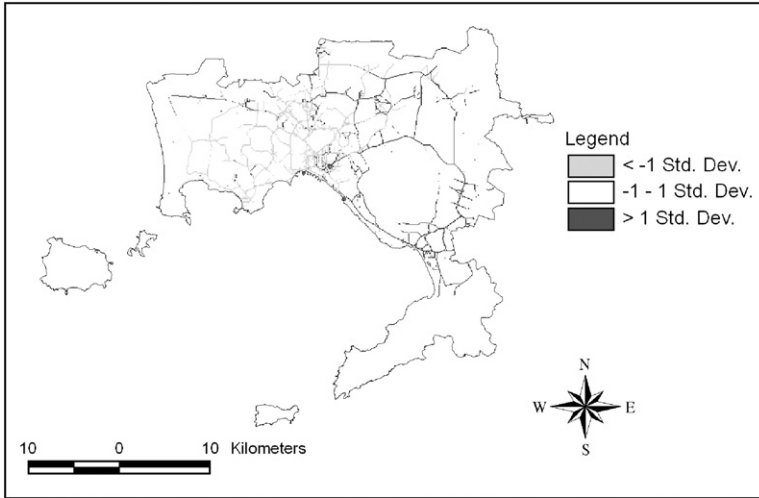 Legend
< -1 Std. Dev.
-1 - 1 Std. Dev.
> 1 Std. Dev.
N
W E
S
10 0 10 Kilometers